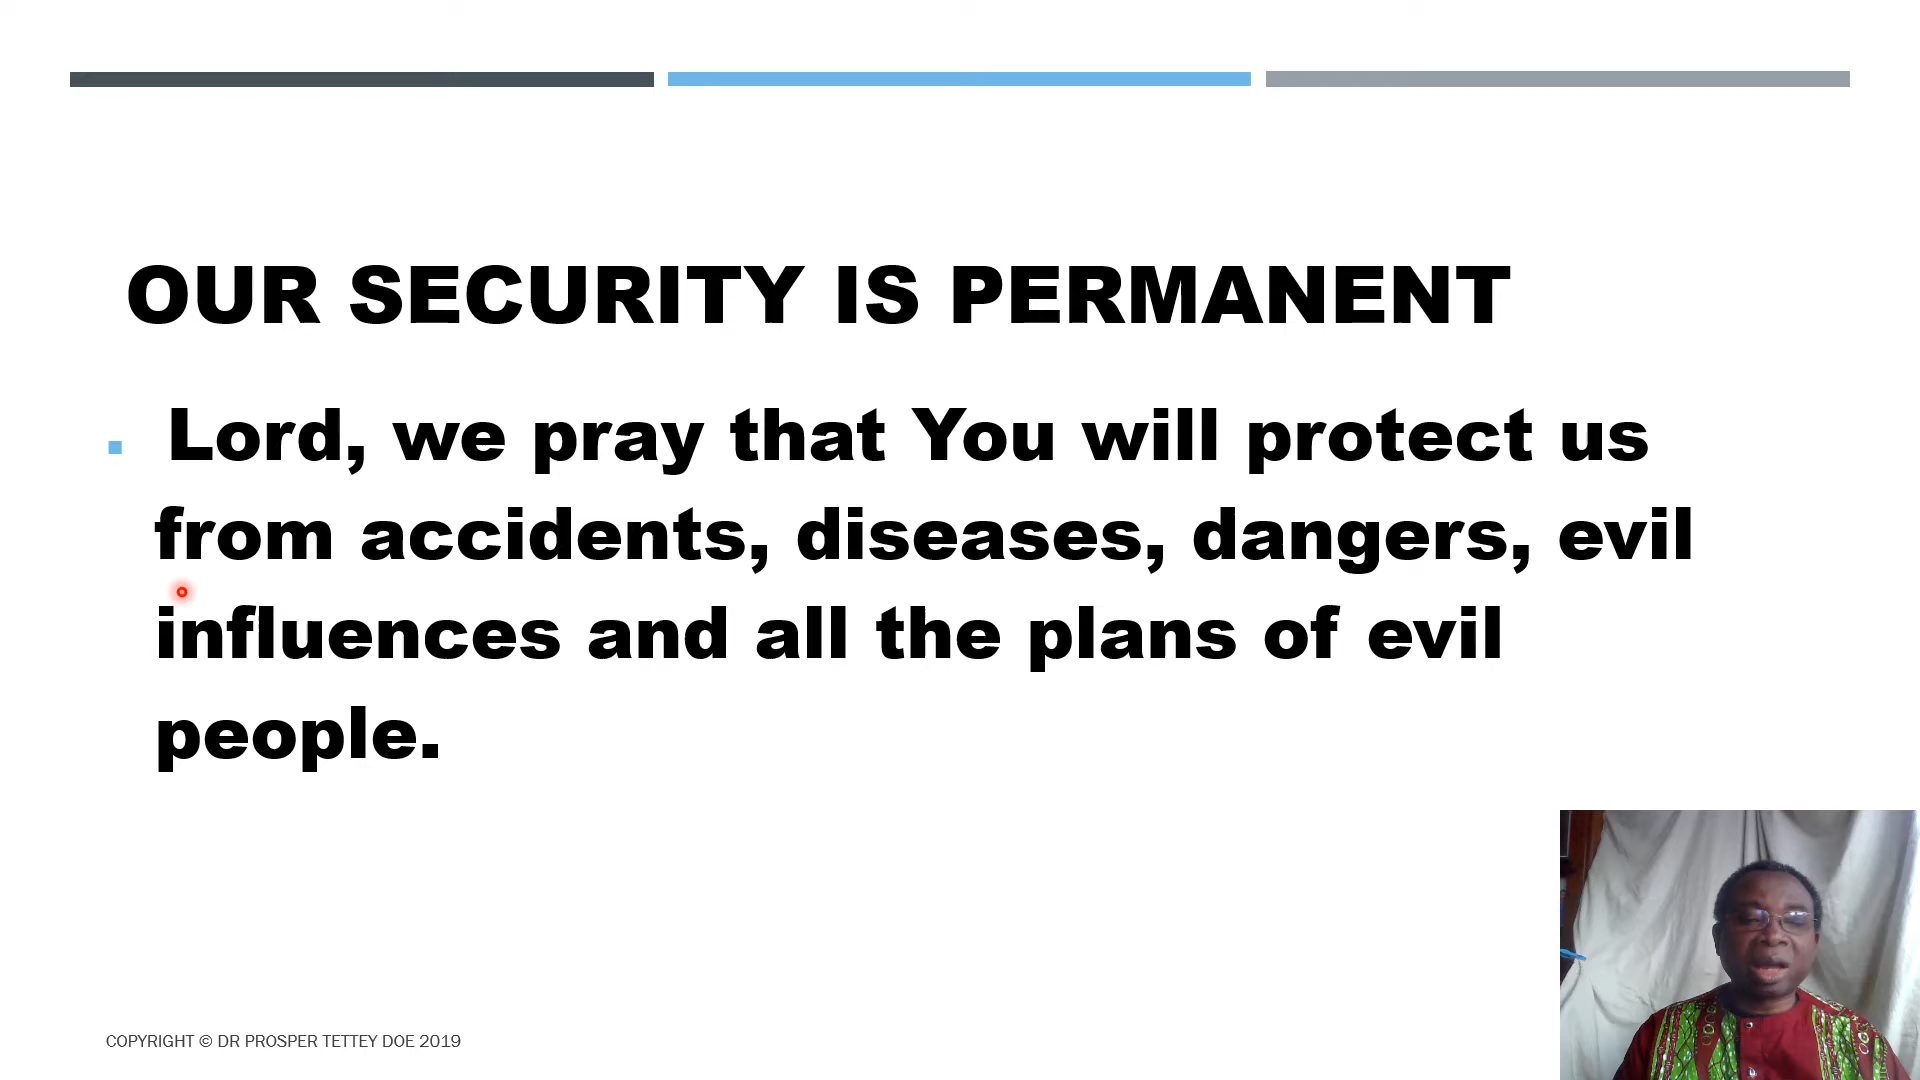 OUR SECURITY IS PERMANENT
Lord, we pray that You will protect us
from accidents, diseases, dangers, evil
influences and all the plans of evil
people.
COPYRIGHT © DR PROSPER TETTEY DOE 2019